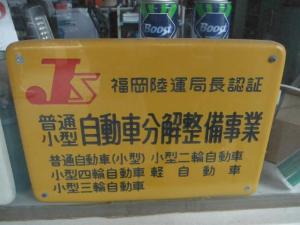 Boost
Boost
JS 福岡陸運局長認証
普通
小型 自動車分解整備事業
普通自動車(小型) 小型二輪自動車
小型四輪自動車 軽自動車
小型三輪自動車